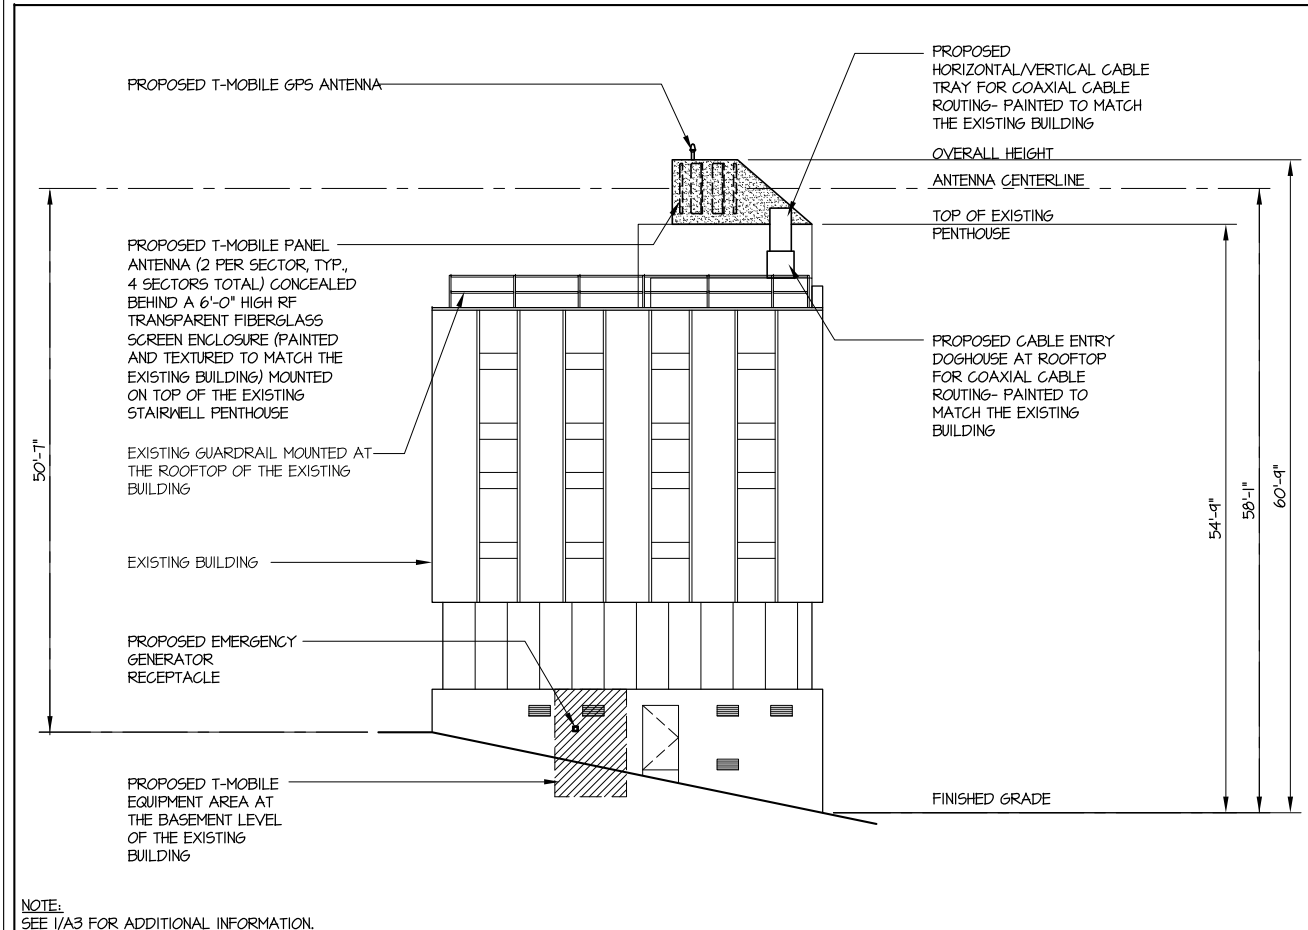 PROPOSED T-MOBILE GPS ANTENNA
PROPOSED T-MOBILE PANEL
ANTENNA (2 PER SECTOR, TYP.,
4 SECTORS TOTAL) CONCEALED
BEHIND A 6'-0" HIGH RF
TRANSPARENT FIBERGLASS
SCREEN ENCLOSURE (PAINTED
AND TEXTURED TO MATCH THE
EXISTING BUILDING) MOUNTED
ON TOP OF THE EXISTING
STAIRWELL PENTHOUSE
EXISTING GUARDRAIL MOUNTED AT
THE ROOFTOP OF THE EXISTING
BUILDING
50'-7"
EXISTING BUILDING
PROPOSED EMERGENCY
GENERATOR
RECEPTACLE
PROPOSED T-MOBILE
EQUIPMENT AREA AT
THE BASEMENT LEVEL
OF THE EXISTING
BUILDING
PROPOSED
HORIZONTAL/VERTICAL CABLE
TRAY FOR COAXIAL CABLE
ROUTING- PAINTED TO MATCH
THE EXISTING BUILDING
OVERALL HEIGHT
ANTENNA CENTERLINE
TOP OF EXISTING
PENTHOUSE
PROPOSED CABLE ENTRY
DOGHOUSE AT ROOFTOP
FOR COAXIAL CABLE
ROUTING- PAINTED TO
MATCH THE EXISTING
BUILDING
54'-9"
58'-1"
60'-9"
FINISHED GRADE
NOTE:
SEE 1/A3 FOR ADDITIONAL INFORMATION.